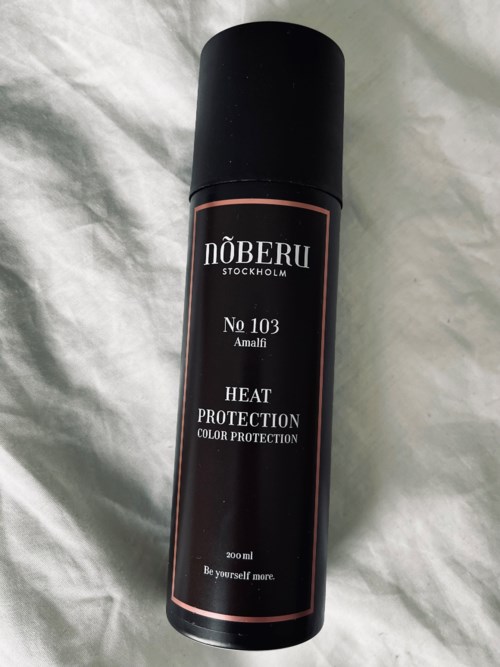 nõBERU
STOCKHOLM
No 103
Amalfi
HEAT
PROTECTION
COLOR PROTECTION
200 ml
Be yourself more.